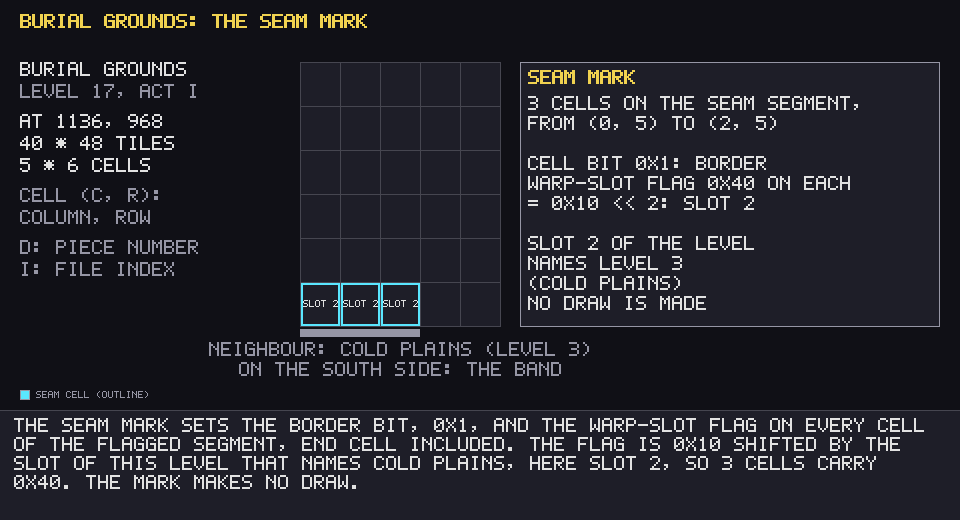 BURIAL GROUNDS: THE SEAM MARK
BURIAL GROUNDS
LEVEL 17, ACT I
AT 1136, 968
40 * 48 TILES
5 * 6 CELLS
CELL (C, R):
COLUMN, ROW
D: PIECE NUMBER
I: FILE INDEX
SLOT 2 SLOT 2 SLOT 2
NEIGHBOUR: COLD PLAINS (LEVEL 3)
ON THE SOUTH SIDE: THE BAND
SEAM CELL (OUTLINE)
SEAM MARK
3 CELLS ON THE SEAM SEGMENT,
FROM (0, 5) TO (2, 5)
CELL BIT 0X1: BORDER
WARP-SLOT FLAG 0X40 ON EACH
= 0X10 << 2: SLOT 2
SLOT 2 OF THE LEVEL
NAMES LEVEL 3
(COLD PLAINS)
NO DRAW IS MADE
THE SEAM MARK SETS THE BORDER BIT, 0X1, AND THE WARP-SLOT FLAG ON EVERY CELL
OF THE FLAGGED SEGMENT, END CELL INCLUDED. THE FLAG IS 0X10 SHIFTED BY THE
SLOT OF THIS LEVEL THAT NAMES COLD PLAINS, HERE SLOT 2, SO 3 CELLS CARRY
0X40. THE MARK MAKES NO DRAW.